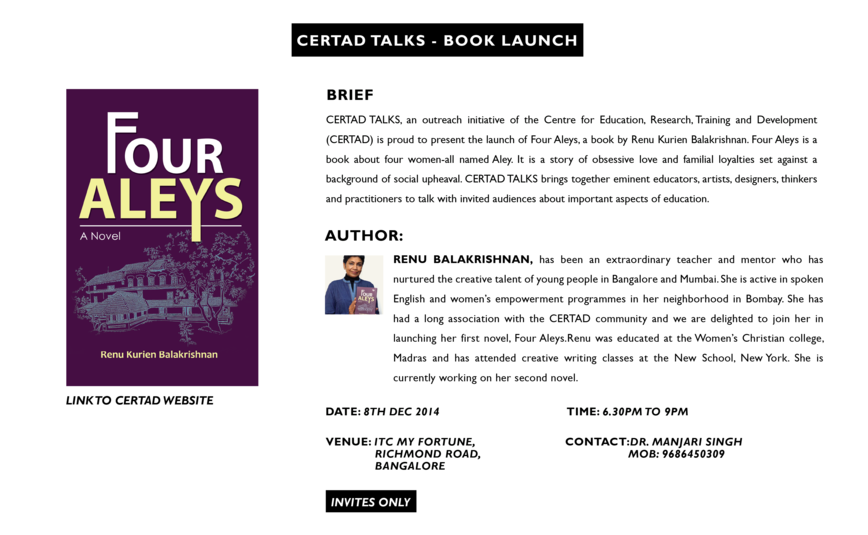 CERTAD TALKS - BOOK LAUNCH
FOUR
ALEYS
A Novel
Renu Kurien Balakrishnan
LINK TO CERTAD WEBSITE
BRIEF
CERTAD TALKS, an outreach initiative of the Centre for Education, Research, Training and Development
(CERTAD) is proud to present the launch of Four Aleys, a book by Renu Kurien Balakrishnan. Four Aleys is a
book about four women-all named Aley. It is a story of obsessive love and familial loyalties set against a
background of social upheaval. CERTAD TALKS brings together eminent educators, artists, designers, thinkers
and practitioners to talk with invited audiences about important aspects of education.
AUTHOR:
FOUR
ALEYS
RENU BALAKRISHNAN, has been an extraordinary teacher and mentor who has
nurtured the creative talent of young people in Bangalore and Mumbai. She is active in spoken
English and women's empowerment programmes in her neighborhood in Bombay. She has
had a long association with the CERTAD community and we are delighted to join her in
launching her first novel, Four Aleys.Renu was educated at the Women's Christian college,
Madras and has attended creative writing classes at the New School, New York. She is
currently working on her second novel.
DATE: 8TH DEC 2014
TIME: 6.30PM TO 9PM
VENUE: ITC MY FORTUNE,
RICHMOND ROAD,
BANGALORE
CONTACT:DR. MANJARI SINGH
MOB: 9686450309
INVITES ONLY